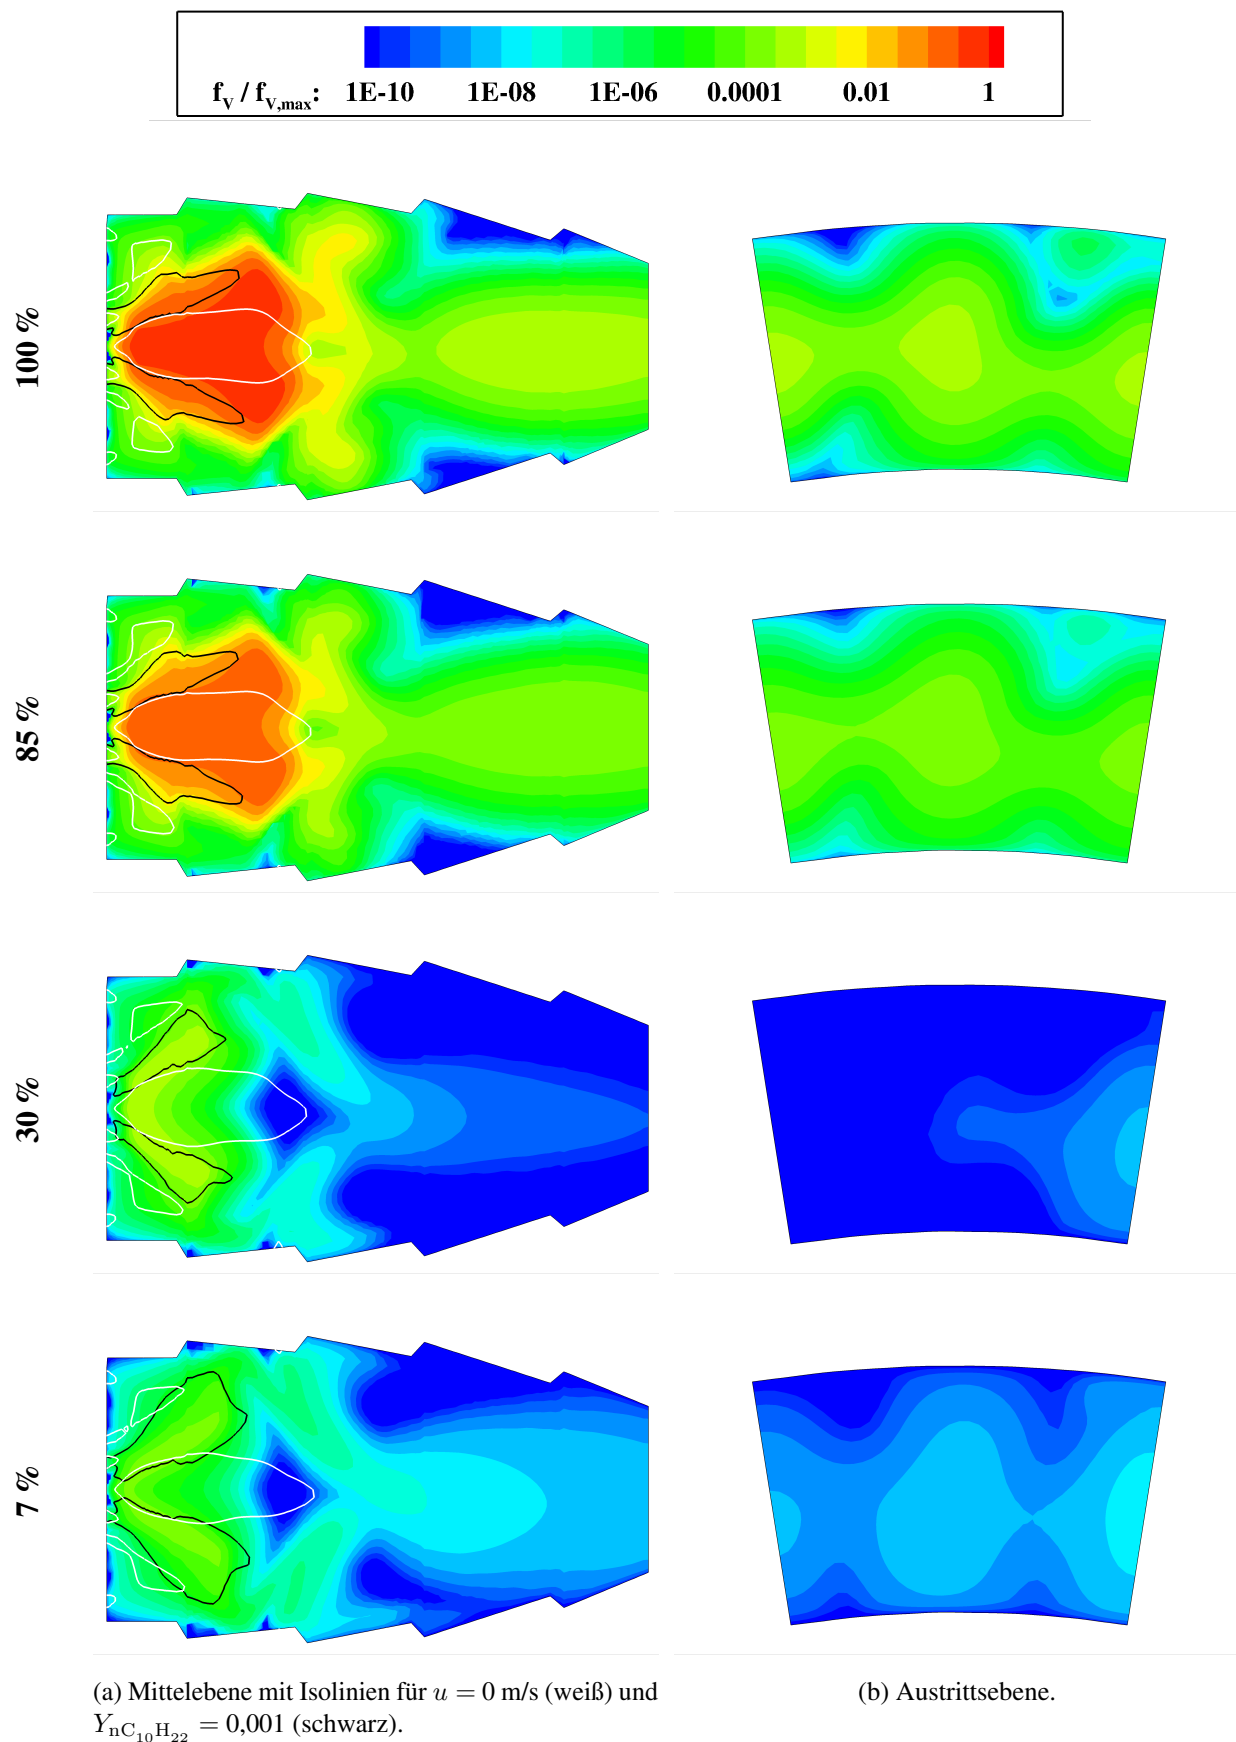 f_V / f_V,max: 1E-10 1E-08 1E-06 0.0001 0.01 1
100 %
85 %
30 %
7 %
(a) Mittelebene mit Isolinien für u = 0 m/s (weiß) und
Y_nC10H22 = 0,001 (schwarz).
(b) Austrittsebene.